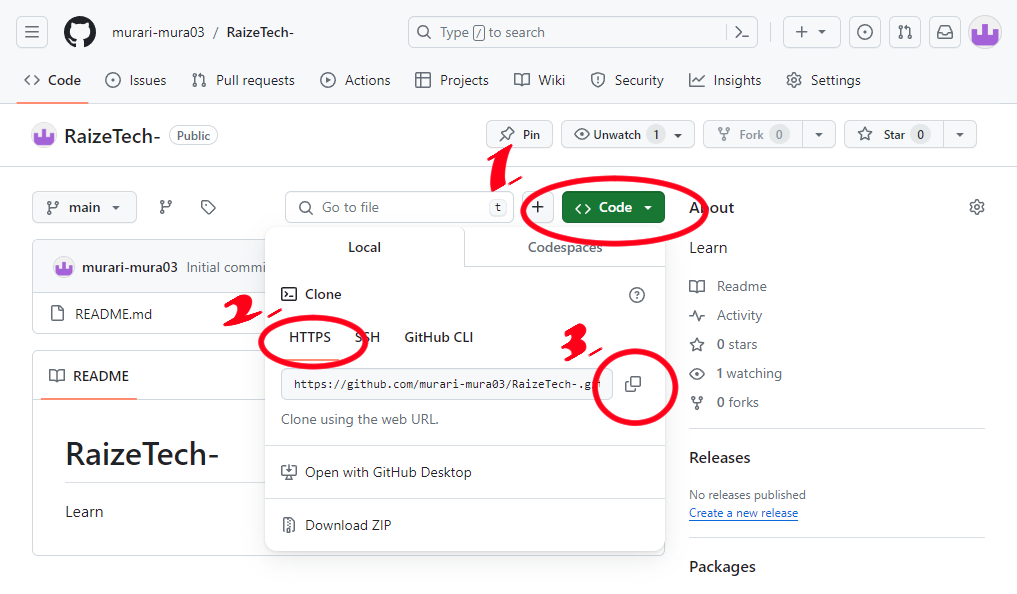 murari-mura03 / RaizeTech-
Type / to search
Code Issues Pull requests Actions Projects Wiki Security Insights Settings
RaizeTech- Public
Pin Unwatch 1 Fork 0 Star 0
1
main Go to file t + Code About
Local Codespaces
Learn
murari-mura03 Initial commi
Clone
Readme
2
README.md
Activity
HTTPS SSH GitHub CLI
3
0 stars
1 watching
https://github.com/murari-mura03/RaizeTech-.git
README
0 forks
Clone using the web URL.
RaizeTech-
Releases
Open with GitHub Desktop
No releases published
Learn
Create a new release
Download ZIP
Packages